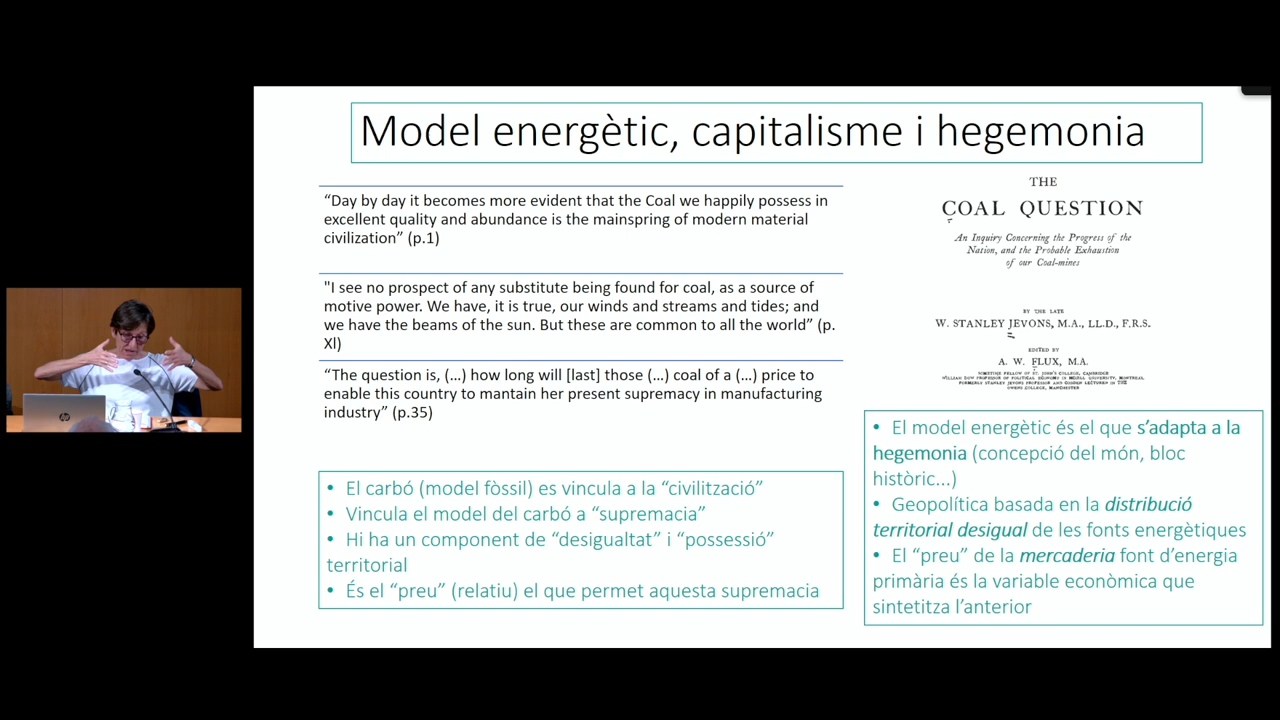 Model energètic, capitalisme i hegemonia
“Day by day it becomes more evident that the Coal we happily possess in
excellent quality and abundance is the mainspring of modern material
civilization” (p.1)
"I see no prospect of any substitute being found for coal, as a source of
motive power. We have, it is true, our winds and streams and tides; and
we have the beams of the sun. But these are common to all the world” (p.
XI)
“The question is, (…) how long will [last] those (…) coal of a (…) price to
ensure this country to mantain her present supremacy in manufacturing
industry” (p.35)
• El carbó (model fòssil) es vincula a la “civilització”
• Vincula el model del carbó a “supremacia”
• Hi ha un component de “desigualtat” i “possessió”
territorial
• És el “preu” (relatiu) el que permet aquesta supremacia
THE
COAL QUESTION
An Inquiry Concerning the Progress of the
Nation, and the Probable Exhaustion
of our Coal-mines
BY THE LATE
W. STANLEY JEVONS, M.A., LL.D., F.R.S.
EDITED BY
A. W. FLUX, M.A.
SOMETIME FELLOW OF ST. JOHN'S COLLEGE, CAMBRIDGE
WILLIAM DOW PROFESSOR OF POLITICAL ECONOMY IN MCGILL UNIVERSITY, MONTREAL
FORMERLY STANLEY JEVONS PROFESSOR AND COBDEN LECTURER IN THE
OWENS COLLEGE, MANCHESTER
• El model energètic és el que s’adapta a la
hegemonia (concepció del món, bloc
històric...)
• Geopolítica basada en la distribució
territorial desigual de les fonts energètiques
• El “preu” de la mercaderia font d’energia
primària és la variable econòmica que
sintetitza l’anterior
hp